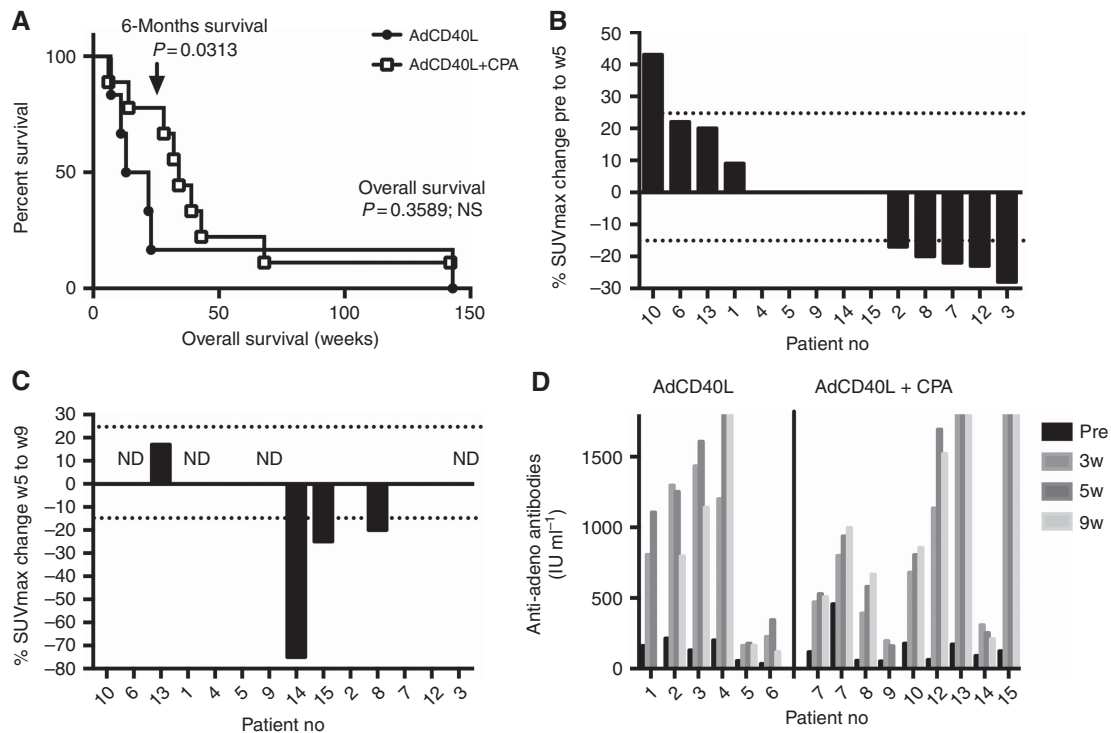 A
6-Months survival
P=0.0313
AdCD40L
AdCD40L+CPA
100
50
0
Percent survival
Overall survival
P=0.3589; NS
0 50 100 150
Overall survival (weeks)
B
50
40
30
20
10
0
−10
−20
−30
% SUVmax change pre to w5
10 6 13 1 4 5 9 14 15 2 8 7 12 3
Patient no
C
30
20
10
0
−10
−20
−30
−40
−50
−60
−70
−80
% SUVmax change w5 to w9
ND ND ND ND
10 6 13 1 4 5 9 14 15 2 8 7 12 3
Patient no
D
AdCD40L AdCD40L + CPA
1500
1000
500
0
Anti-adeno antibodies
(IU ml−1)
Pre
3w
5w
9w
1 2 3 4 5 6 7 7 8 9 10 12 13 14 15
Patient no